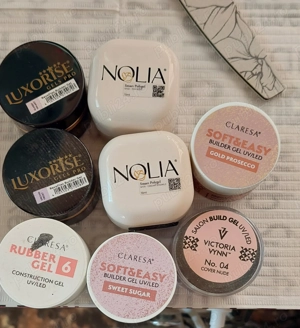 LUXORISE
NOLIA
CLARESA®
SOFT&EASY
BUILDER GEL UV/LED
GOLD PROSECCO
LUXORISE
NOLIA
CLARESA®
RUBBER
GEL 6
CONSTRUCTION GEL
UV/LED
CLARESA®
SOFT&EASY
BUILDER GEL UV/LED
SWEET SUGAR
SALON BUILD GEL UV/LED
VICTORIA
VYNN™
No. 04
COVER NUDE